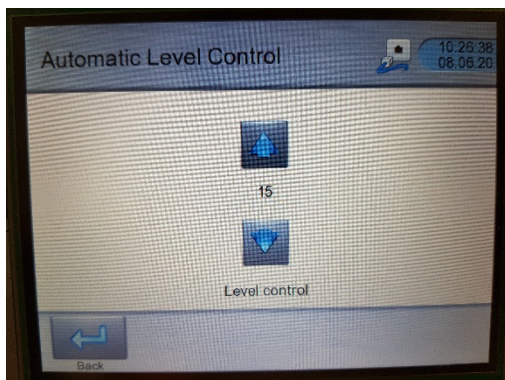 Automatic Level Control
10.26:38
08.06.20
15
Level control
Back